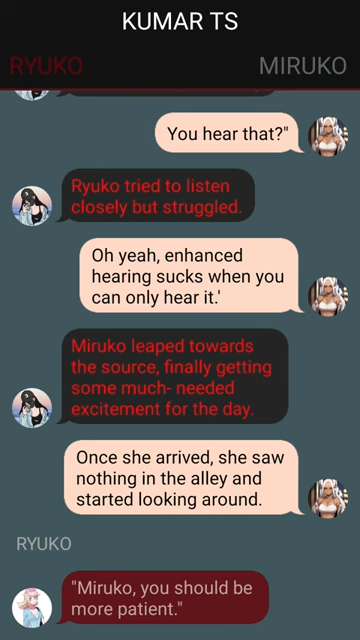 KUMAR TS
RYUKO
MIRUKO
You hear that?"
Ryuko tried to listen
closely but struggled.
Oh yeah, enhanced
hearing sucks when you
can only hear it.'
Miruko leaped towards
the source, finally getting
some much- needed
excitement for the day.
Once she arrived, she saw
nothing in the alley and
started looking around.
RYUKO
"Miruko, you should be
more patient."